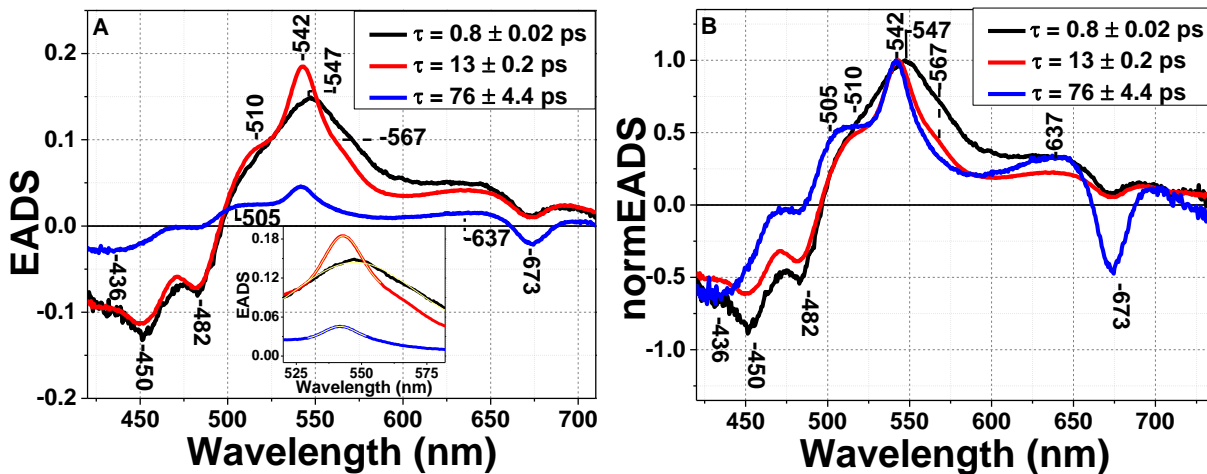 A
τ = 0.8 ± 0.02 ps
τ = 13 ± 0.2 ps
τ = 76 ± 4.4 ps
-542
-547
-510
-567
-505
-637
-436
-450
-482
-673
0.2
0.1
0.0
-0.1
-0.2
EADS
450 500 550 600 650 700
Wavelength (nm)
0.18
0.12
0.06
0.00
EADS
525 550 575
Wavelength (nm)
B
τ = 0.8 ± 0.02 ps
τ = 13 ± 0.2 ps
τ = 76 ± 4.4 ps
-542
-547
-567
-505
-510
-637
-436
-450
-482
-673
1.0
0.5
0.0
-0.5
-1.0
normEADS
450 500 550 600 650 700
Wavelength (nm)